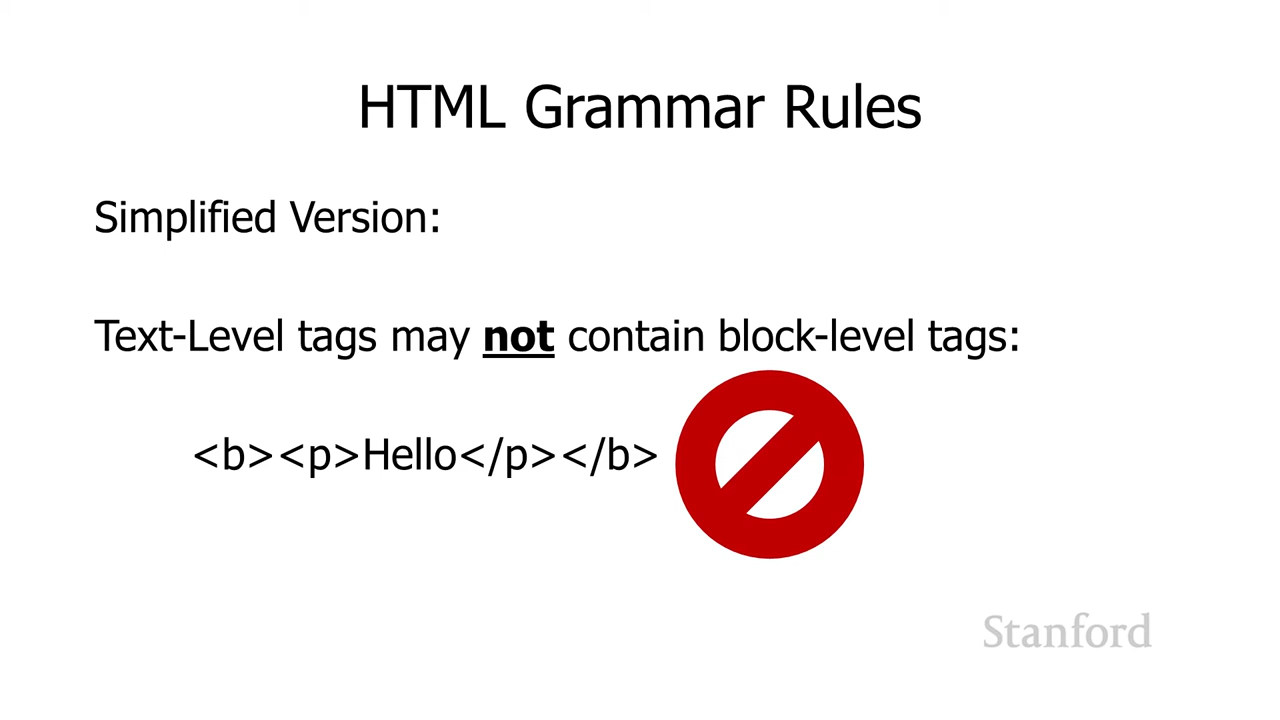 HTML Grammar Rules
Simplified Version:
Text-Level tags may not contain block-level tags:
<b><p>Hello</p></b>
Stanford